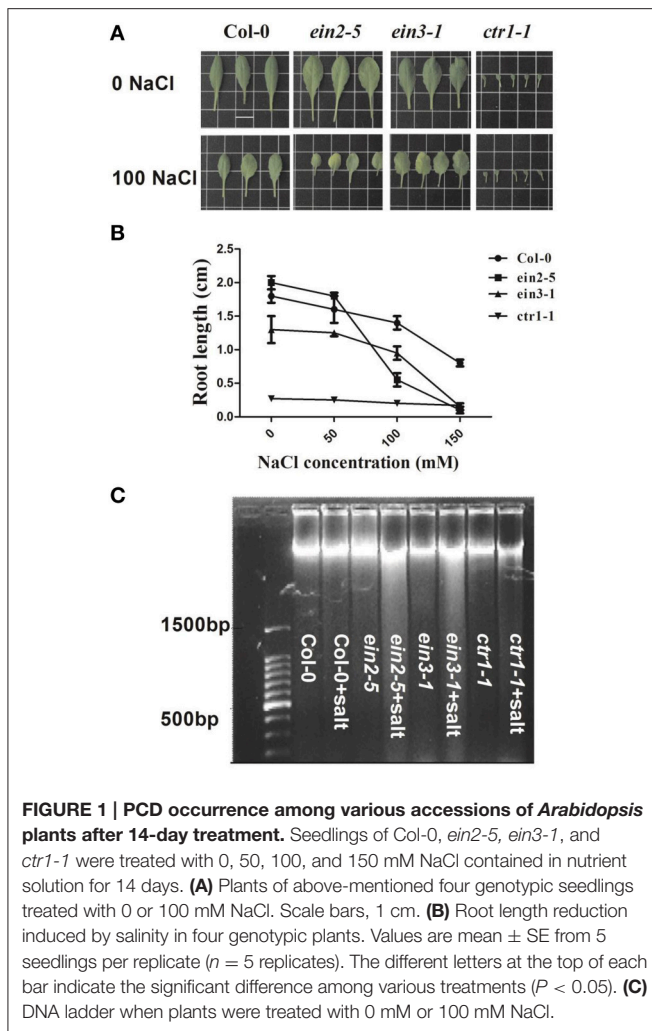 A
Col-0 ein2-5 ein3-1 ctr1-1
0 NaCl
100 NaCl
B
Root length (cm)
2.5
2.0
1.5
1.0
0.5
0.0
0 50 100 150
NaCl concentration (mM)
Col-0
ein2-5
ein3-1
ctr1-1
C
1500bp
500bp
Col-0
Col-0+salt
ein2-5
ein2-5+salt
ein3-1
ein3-1+salt
ctr1-1
ctr1-1+salt
FIGURE 1 | PCD occurrence among various accessions of Arabidopsis
plants after 14-day treatment. Seedlings of Col-0, ein2-5, ein3-1, and
ctr1-1 were treated with 0, 50, 100, and 150 mM NaCl contained in nutrient
solution for 14 days. (A) Plants of above-mentioned four genotypic seedlings
treated with 0 or 100 mM NaCl. Scale bars, 1 cm. (B) Root length reduction
induced by salinity in four genotypic plants. Values are mean ± SE from 5
seedlings per replicate (n = 5 replicates). The different letters at the top of each
bar indicate the significant difference among various treatments (P < 0.05). (C)
DNA ladder when plants were treated with 0 mM or 100 mM NaCl.